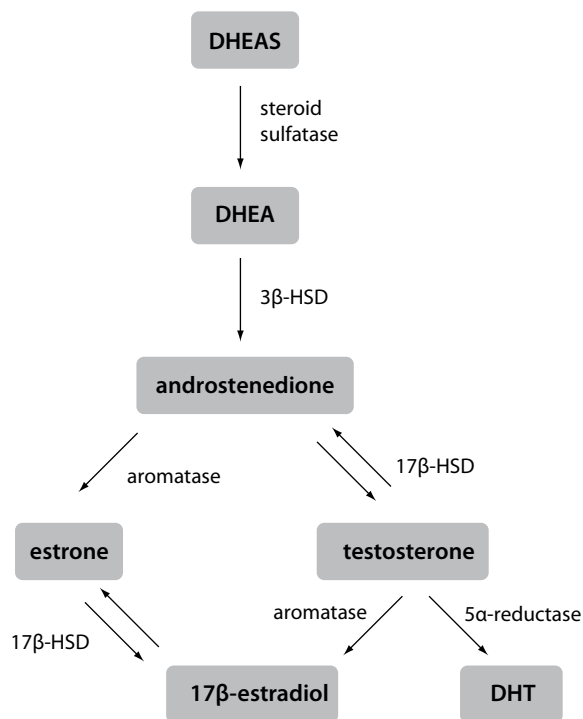 DHEAS
steroid
sulfatase
DHEA
3β-HSD
androstenedione
aromatase
17β-HSD
estrone
testosterone
aromatase
5α-reductase
17β-HSD
17β-estradiol
DHT